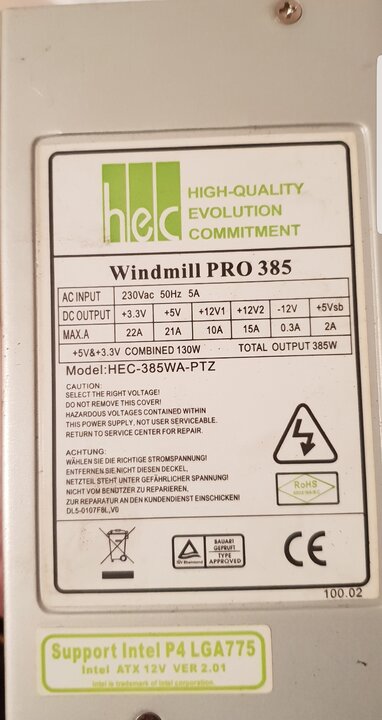 hec
HIGH-QUALITY
EVOLUTION
COMMITMENT
Windmill PRO 385
AC INPUT 230Vac 50Hz 5A
DC OUTPUT +3.3V +5V +12V1 +12V2 -12V +5Vsb
MAX.A 22A 21A 10A 15A 0.3A 2A
+5V&+3.3V COMBINED 130W TOTAL OUTPUT 385W
Model:HEC-385WA-PTZ
CAUTION:
SELECT THE RIGHT VOLTAGE!
DO NOT REMOVE THIS COVER!
HAZARDOUS VOLTAGES CONTAINED WITHIN
THIS POWER SUPPLY, NOT USER SERVICEABLE.
RETURN TO SERVICE CENTER FOR REPAIR.
ACHTUNG:
WÄHLEN SIE DIE RICHTIGE STROMSPANNUNG!
ENTFERNEN SIE NICHT DIESEN DECKEL,
NETZTEIL STEHT UNTER GEFÄHRLICHER SPANNUNG!
NICHT VOM BENUTZER ZU REPARIEREN,
ZUR REPARATUR AN DEN KUNDENDIENST EINSCHICKEN!
DL5-0107F8L,V0
RoHS
TÜV Rheinland
BAUART
GEPRÜFT
TYPE
APPROVED
CE
100.02
Support Intel P4 LGA775
Intel ATX 12V VER 2.01
Intel is trademark of Intel corporation.